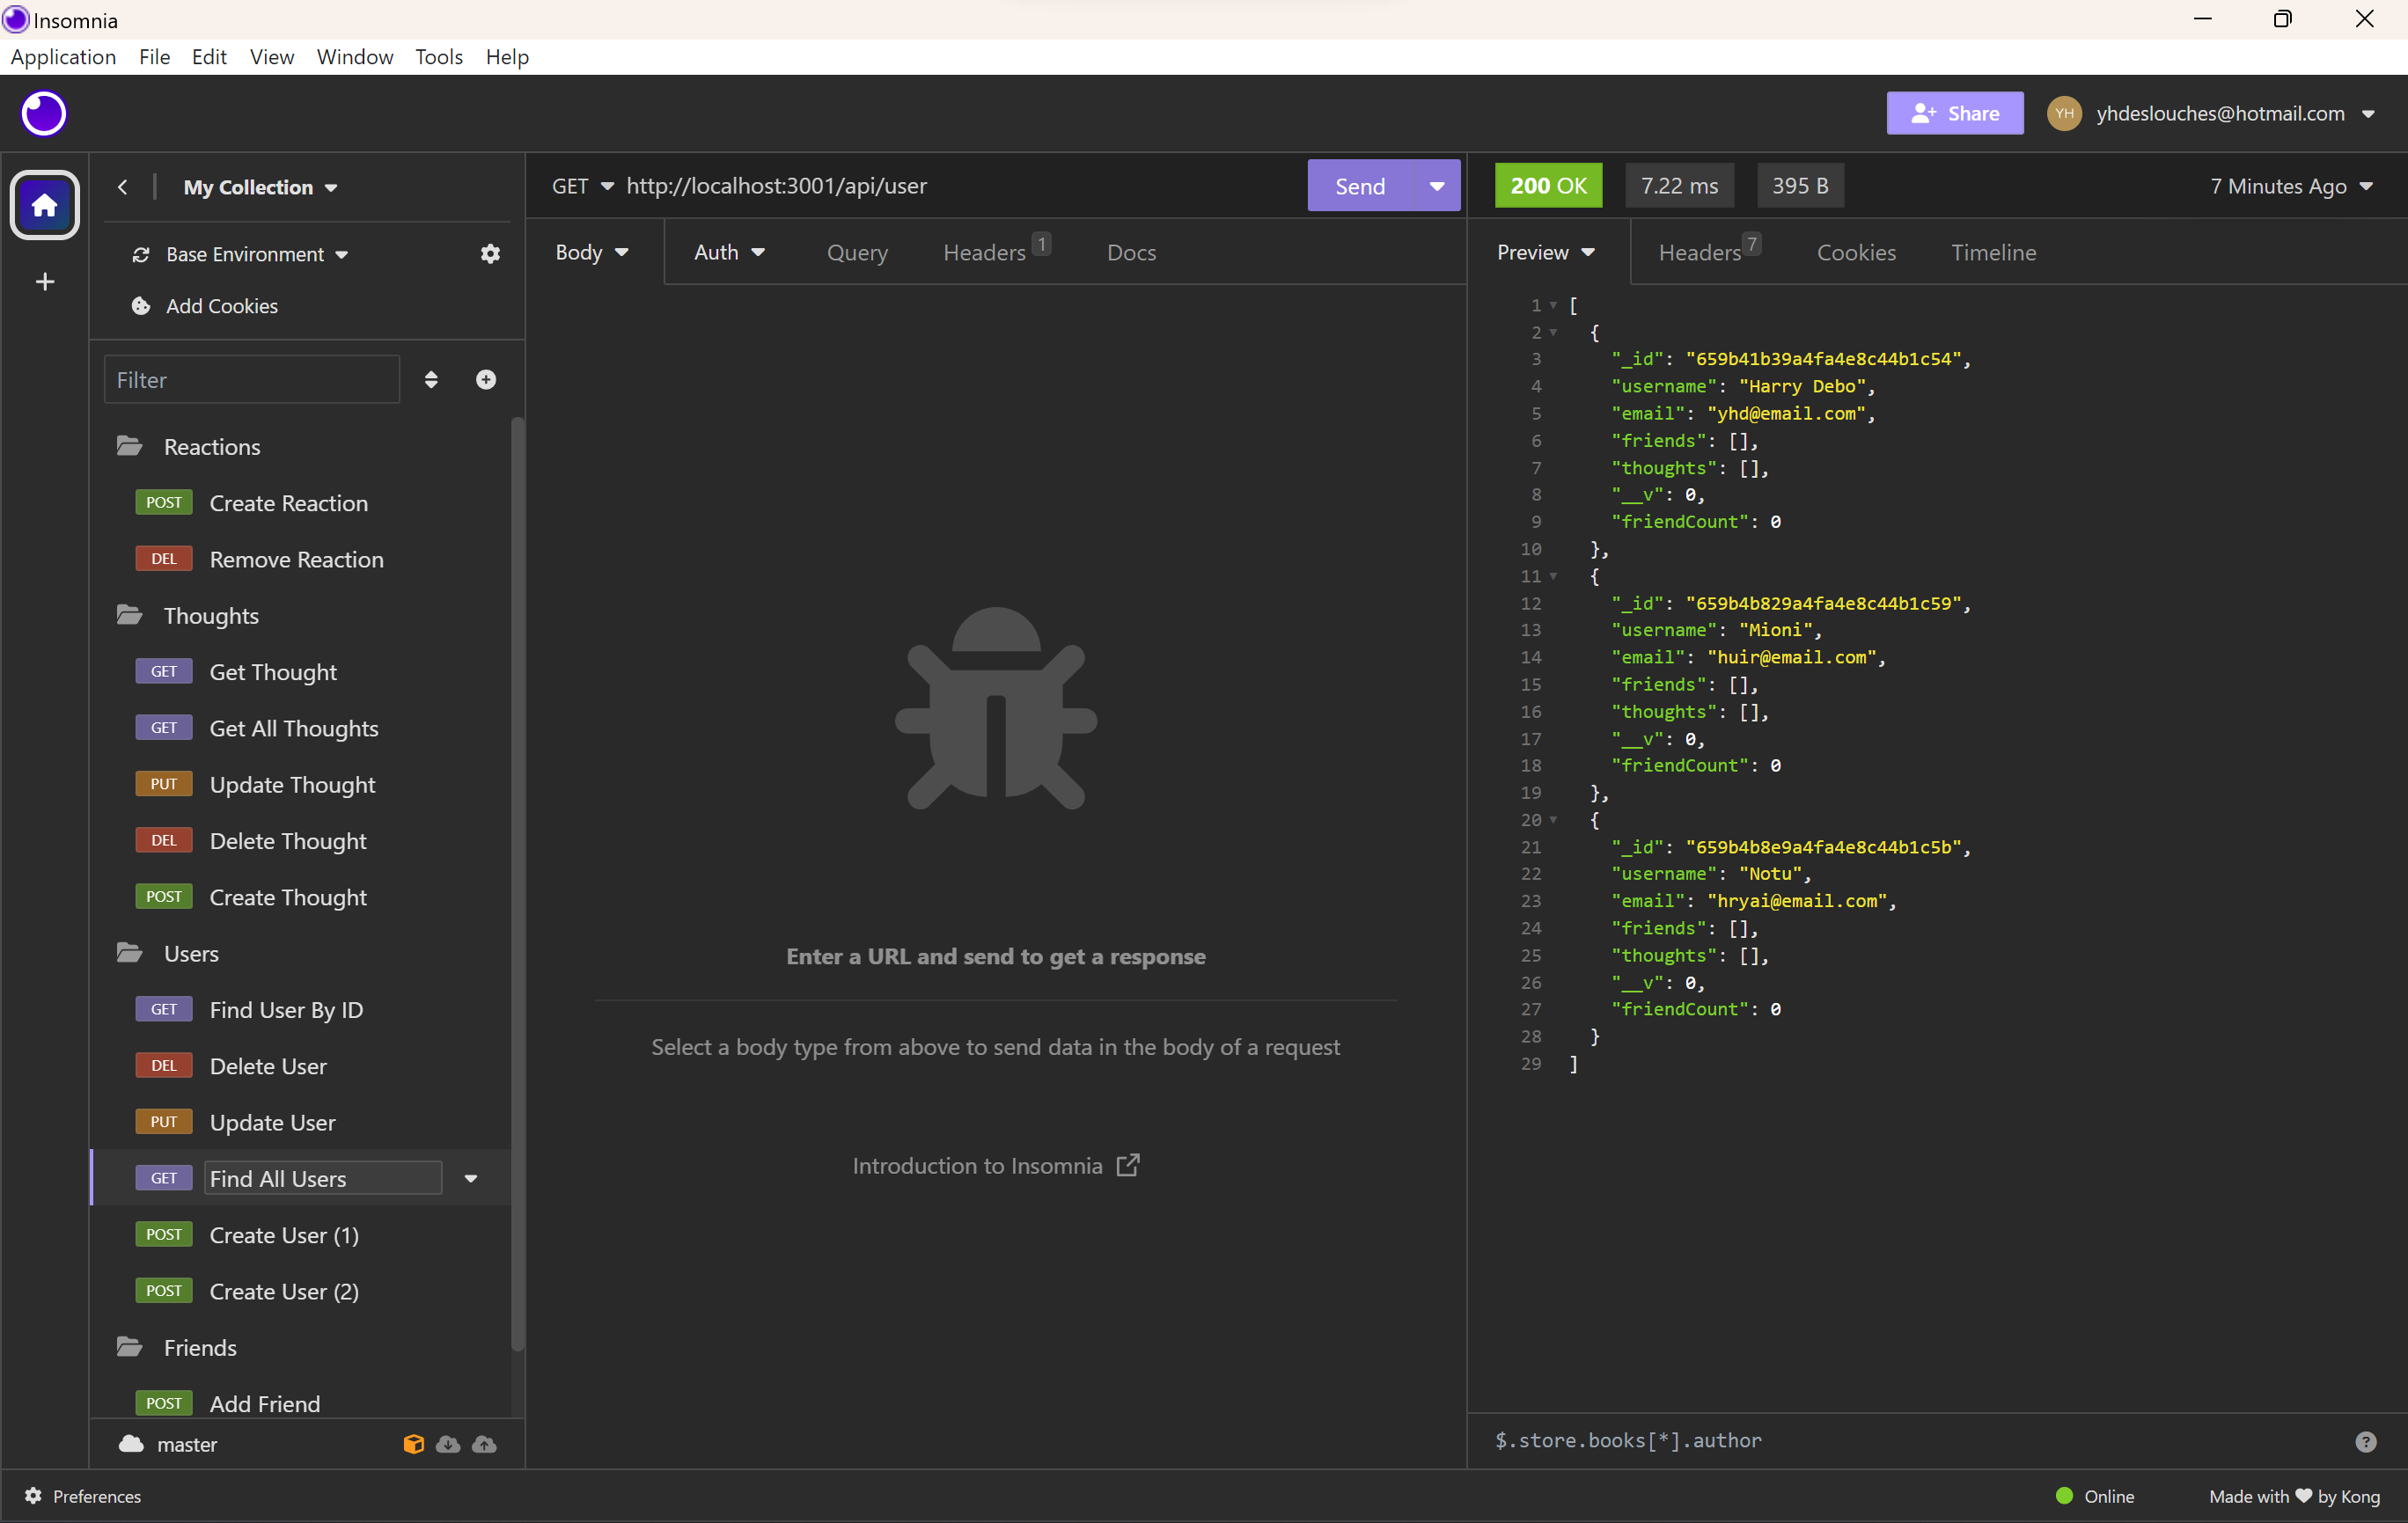 Insomnia
Application File Edit View Window Tools Help
Share
YH
yhdeslouches@hotmail.com
My Collection
Base Environment
Add Cookies
Filter
Reactions
POST Create Reaction
DEL Remove Reaction
Thoughts
GET Get Thought
GET Get All Thoughts
PUT Update Thought
DEL Delete Thought
POST Create Thought
Users
GET Find User By ID
DEL Delete User
PUT Update User
GET Find All Users
POST Create User (1)
POST Create User (2)
Friends
POST Add Friend
master
GET http://localhost:3001/api/user
Send
Body Auth Query Headers 1 Docs
Enter a URL and send to get a response
Select a body type from above to send data in the body of a request
Introduction to Insomnia
200 OK 7.22 ms 395 B 7 Minutes Ago
Preview Headers 7 Cookies Timeline
1 [
2 {
3 "_id": "659b41b39a4fa4e8c44b1c54",
4 "username": "Harry Debo",
5 "email": "yhd@email.com",
6 "friends": [],
7 "thoughts": [],
8 "__v": 0,
9 "friendCount": 0
10 },
11 {
12 "_id": "659b4b829a4fa4e8c44b1c59",
13 "username": "Mioni",
14 "email": "huir@email.com",
15 "friends": [],
16 "thoughts": [],
17 "__v": 0,
18 "friendCount": 0
19 },
20 {
21 "_id": "659b4b8e9a4fa4e8c44b1c5b",
22 "username": "Notu",
23 "email": "hryai@email.com",
24 "friends": [],
25 "thoughts": [],
26 "__v": 0,
27 "friendCount": 0
28 }
29 ]
$.store.books[*].author
?
Preferences
Online
Made with ♥ by Kong